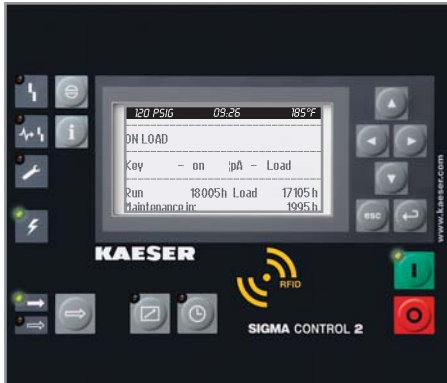 120 PSIG 09:26 185°F
ON LOAD
Key - on ¦pA - Load
Run 18005h Load 17105h
Maintenance in: 1995h
esc
www.kaeser.com
KAESER
RFID
SIGMA CONTROL 2
I
O